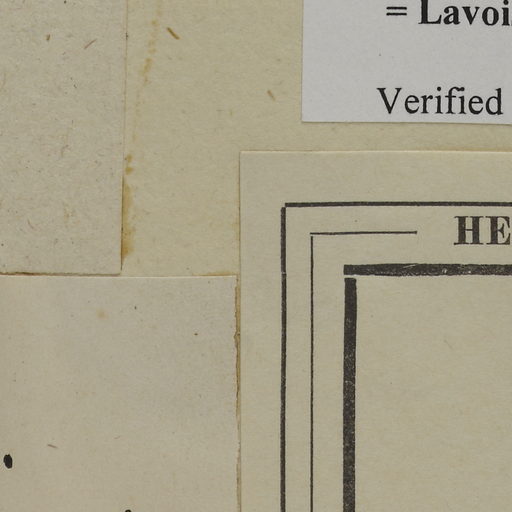 = Lavoi
Verified
HE